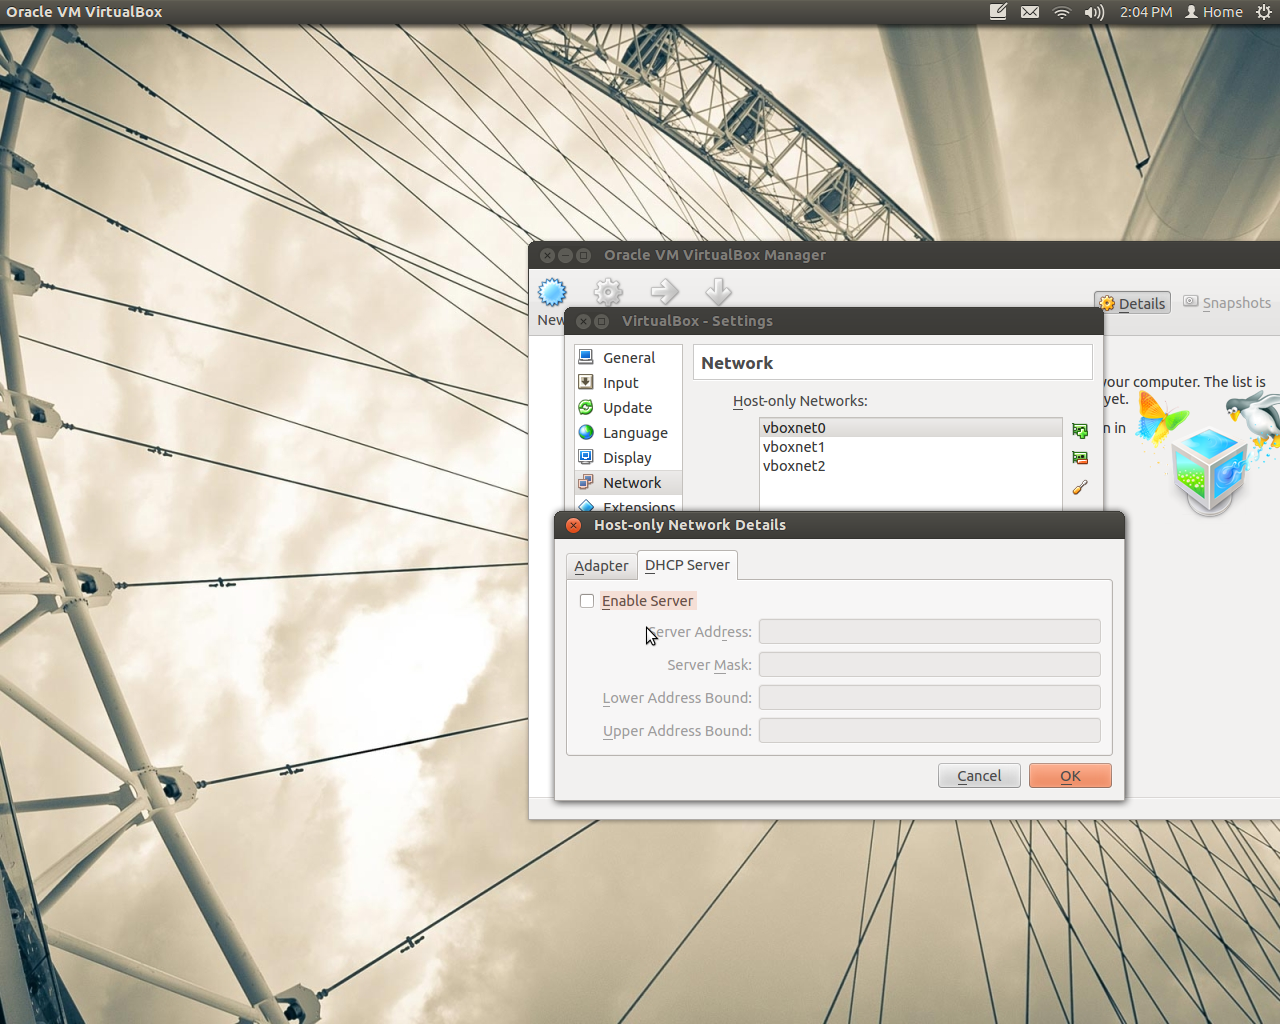 Oracle VM VirtualBox
2:04 PM Home
Oracle VM VirtualBox Manager
New
Details
Snapshots
VirtualBox - Settings
General
Input
Update
Language
Display
Network
Extensions
Network
Host-only Networks:
vboxnet0
vboxnet1
vboxnet2
your computer. The list is
yet.
n in
Host-only Network Details
Adapter
DHCP Server
Enable Server
Server Address:
Server Mask:
Lower Address Bound:
Upper Address Bound:
Cancel
OK